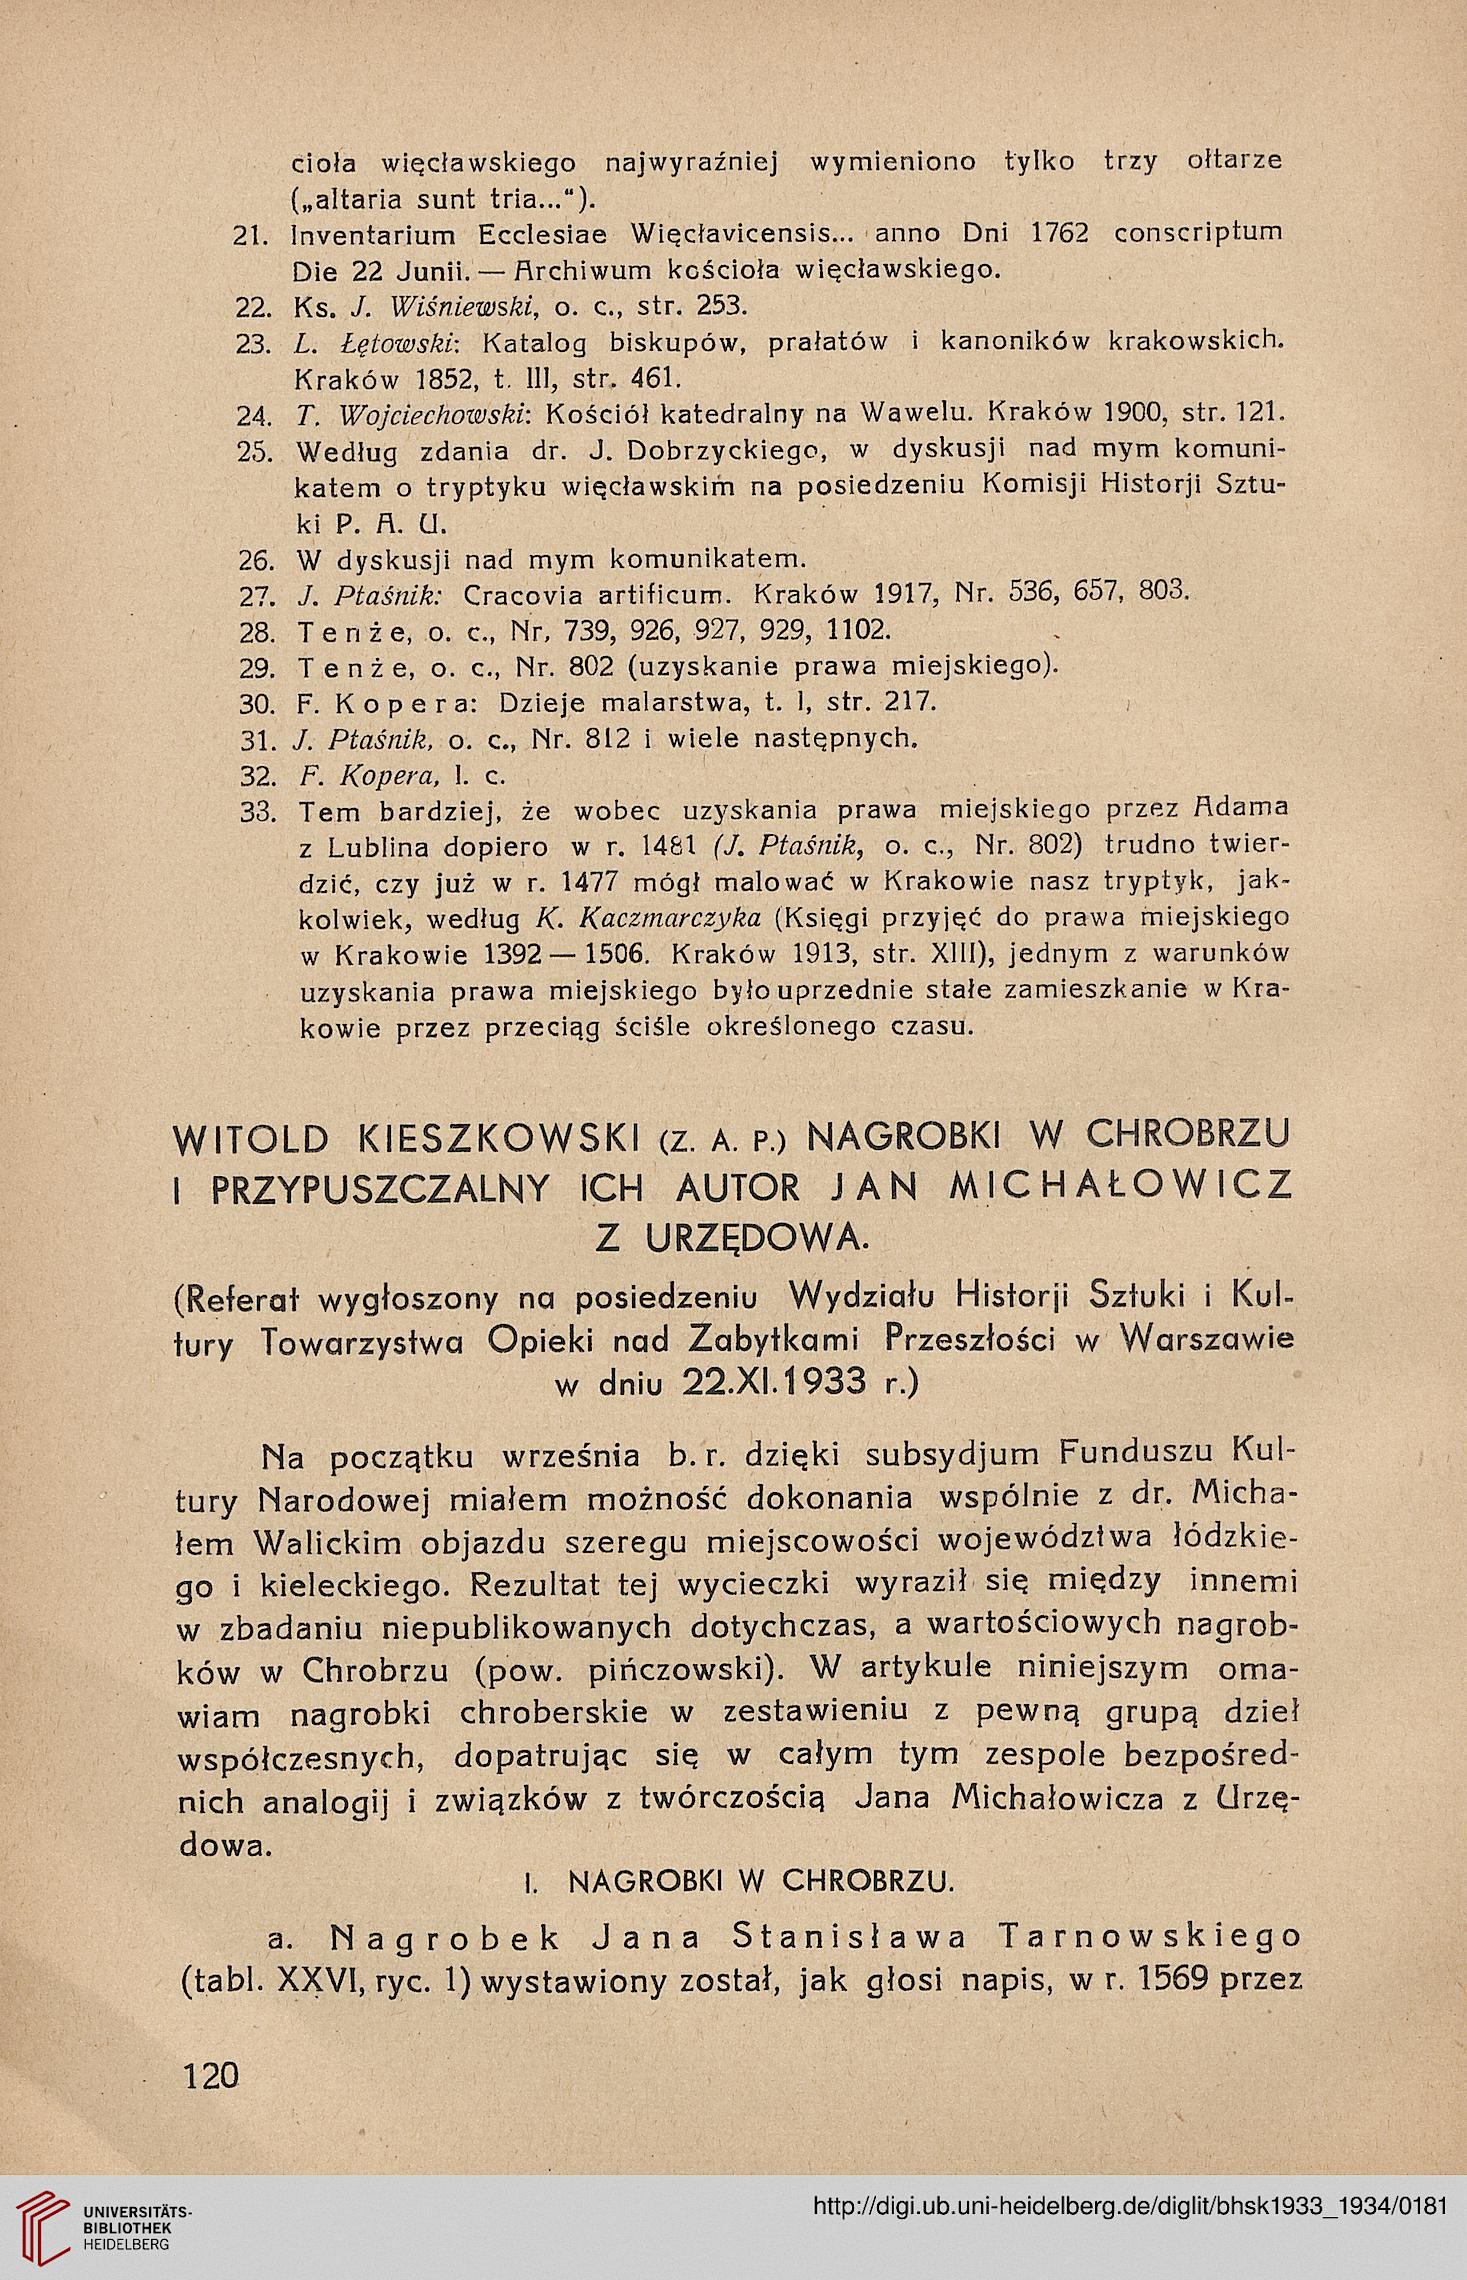 cioła więcławskiego najwyraźniej wymieniono tylko trzy ołtarze
(„altaria sunt tria...“).
21. Inventarium Ecclesiae Więcłavicensis... anno Dni 1762 conscriptum
Die 22 Junii. — Archiwum kościoła więcławskiego.
22. Ks. J. Wiśniewski, o. c., str. 253.
23. L. Łętowski: Katalog biskupów, prałatów i kanoników krakowskich.
Kraków 1852, t. III, str. 461.
24. T. Wojciechowski: Kościół katedralny na Wawelu. Kraków 1900, str. 121.
25. Według zdania dr. J. Dobrzyckiego, w dyskusji nad mym komuni-
katem o tryptyku więcławskim na posiedzeniu Komisji Historji Sztu-
ki P. A. U.
26. W dyskusji nad mym komunikatem.
27. J. Ptaśnik: Cracovia artificum. Kraków 1917, Nr. 536, 657, 803.
28. Tenże, o. c., Nr, 739, 926, 927, 929, 1102.
29. Tenże, o. c., Nr. 802 (uzyskanie prawa miejskiego).
30. F. Kopera: Dzieje malarstwa, t. I, str. 217.
31. J. Ptaśnik, o. c., Nr. 812 i wiele następnych.
32. F. Kopera, l. c.
33. Tem bardziej, że wobec uzyskania prawa miejskiego przez Adama
z Lublina dopiero w r. 1481 (J. Ptaśnik, o. c., Nr. 802) trudno twier-
dzić, czy już w r. 1477 mógł malować w Krakowie nasz tryptyk, jak-
kolwiek, według K. Kaczmarczyka (Księgi przyjęć do prawa miejskiego
w Krakowie 1392 — 1506. Kraków 1913, str. XIII), jednym z warunków
uzyskania prawa miejskiego było uprzednie stałe zamieszkanie w Kra-
kowie przez przeciąg ściśle określonego czasu.
WITOLD KIESZKOWSKI (Z. A. P.) NAGROBKI W CHROBRZU
I PRZYPUSZCZALNY ICH AUTOR JAN MICHAŁOWICZ
Z URZĘDOWA.
(Referat wygłoszony na posiedzeniu Wydziału Historji Sztuki i Kul-
tury Towarzystwa Opieki nad Zabytkami Przeszłości w Warszawie
w dniu 22.XI.1933 r.)
Na początku września b. r. dzięki subsydjum Funduszu Kul-
tury Narodowej miałem możność dokonania wspólnie z dr. Micha-
łem Walickim objazdu szeregu miejscowości województwa łódzkie-
go i kieleckiego. Rezultat tej wycieczki wyraził się między innemi
w zbadaniu niepublikowanych dotychczas, a wartościowych nagrob-
ków w Chrobrzu (pow. pińczowski). W artykule niniejszym oma-
wiam nagrobki chroberskie w zestawieniu z pewną grupą dzieł
współczesnych, dopatrując się w całym tym zespole bezpośred-
nich analogij i związków z twórczością Jana Michałowicza z Urzę-
dowa.
I. NAGROBKI W CHROBRZU.
a. Nagrobek Jana Stanisława Tarnowskiego
(tabl. XXVI, ryc. 1) wystawiony został, jak głosi napis, w r. 1569 przez
120
UNIVERSITÄTS-
BIBLIOTHEK
HEIDELBERG
http://digi.ub.uni-heidelberg.de/diglit/bhsk1933_1934/0181